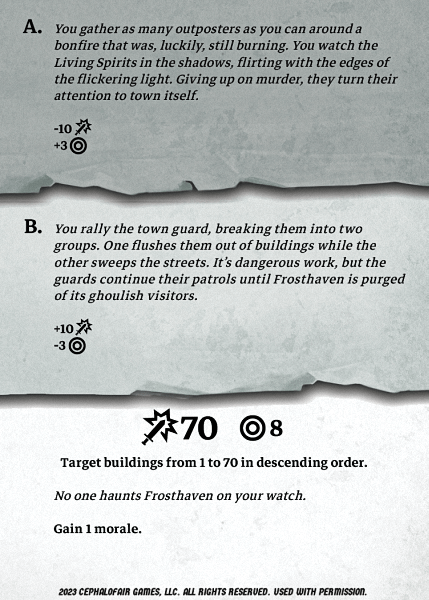 A. You gather as many outposters as you can around a
bonfire that was, luckily, still burning. You watch the
Living Spirits in the shadows, flirting with the edges of
the flickering light. Giving up on murder, they turn their
attention to town itself.
-10
+3
B. You rally the town guard, breaking them into two
groups. One flushes them out of buildings while the
other sweeps the streets. It's dangerous work, but the
guards continue their patrols until Frosthaven is purged
of its ghoulish visitors.
+10
-3
70 8
Target buildings from 1 to 70 in descending order.
No one haunts Frosthaven on your watch.
Gain 1 morale.
2023 CEPHALOFAIR GAMES, LLC. ALL RIGHTS RESERVED. USED WITH PERMISSION.